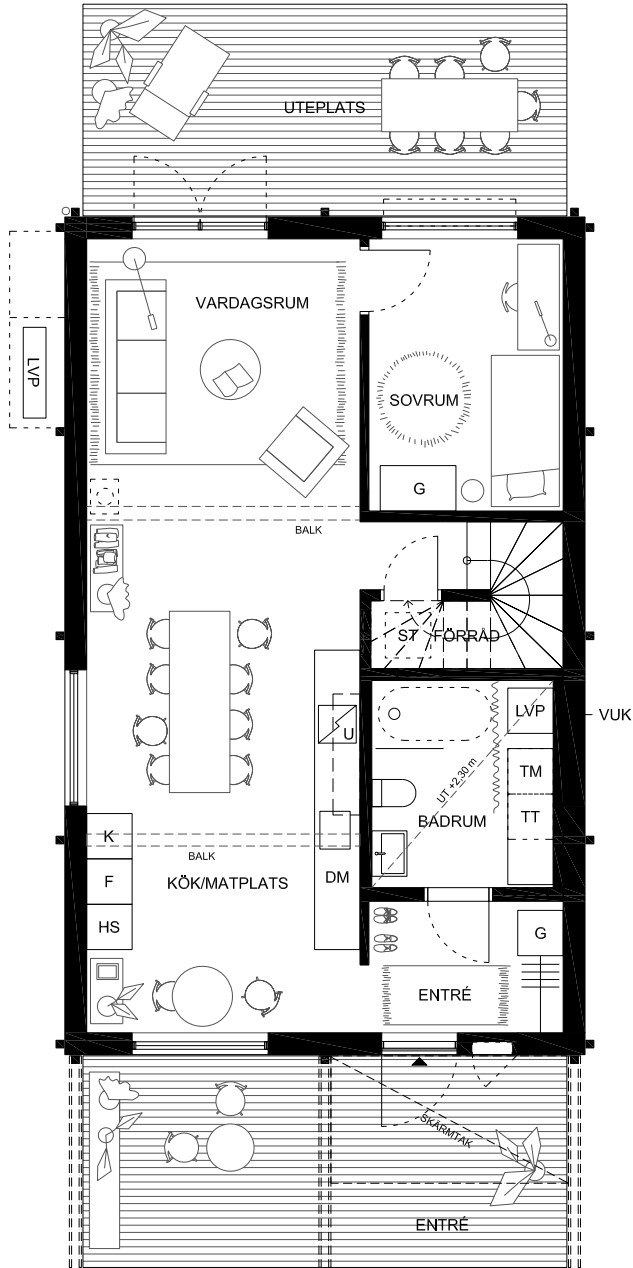 UTEPLATS
VARDAGSRUM
LVP
SOVRUM
G
BALK
ST FÖRRÅD
LVP
VUK
U
TM
UT +2,30 m
TT
BADRUM
K
BALK
F
KÖK/MATPLATS
DM
HS
G
ENTRÉ
SKÄRMTAK
ENTRÉ